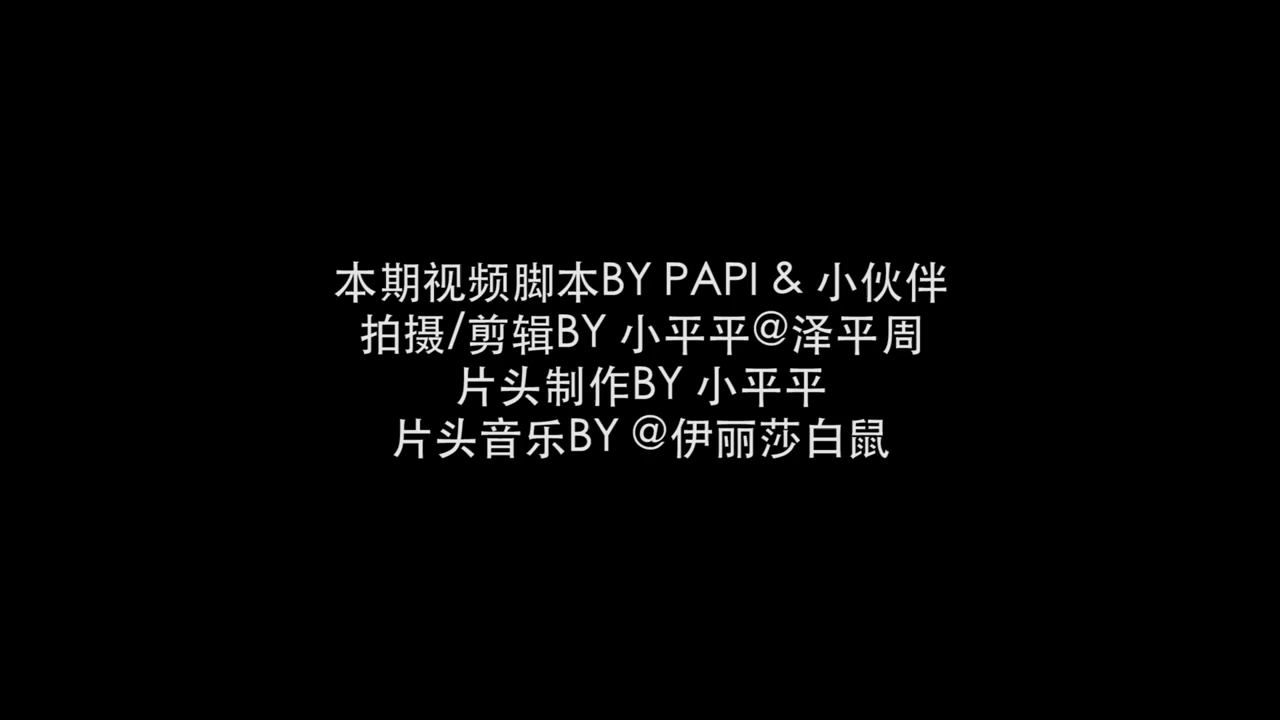 本期视频脚本BY PAPI & 小伙伴
拍摄/剪辑BY 小平平@泽平周
片头制作BY 小平平
片头音乐BY @伊丽莎白鼠